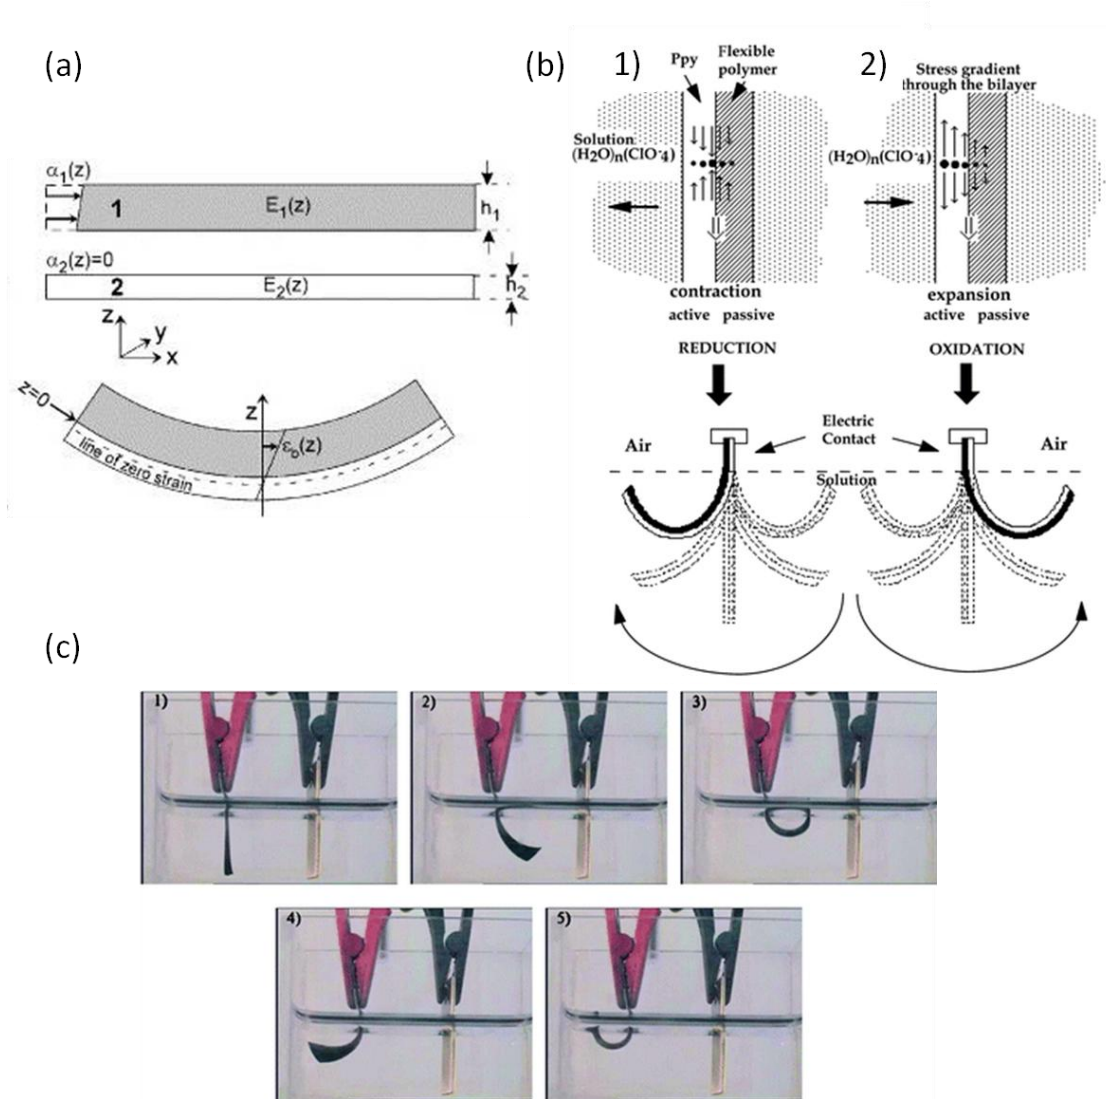 (a)
α₁(z)
1
E₁(z)
h₁
α₂(z)=0
2
E₂(z)
h₂
z
y
x
z=0
z
εₒ(z)
line of zero strain
(b)
1)
Ppy
Flexible
polymer
Solution
(H2O)n(ClO⁻4)
contraction
active passive
REDUCTION
2)
Stress gradient
through the bilayer
(H2O)n(ClO⁻4)
expansion
active passive
OXIDATION
Air
Electric
Contact
Air
Solution
(c)
1)
2)
3)
4)
5)